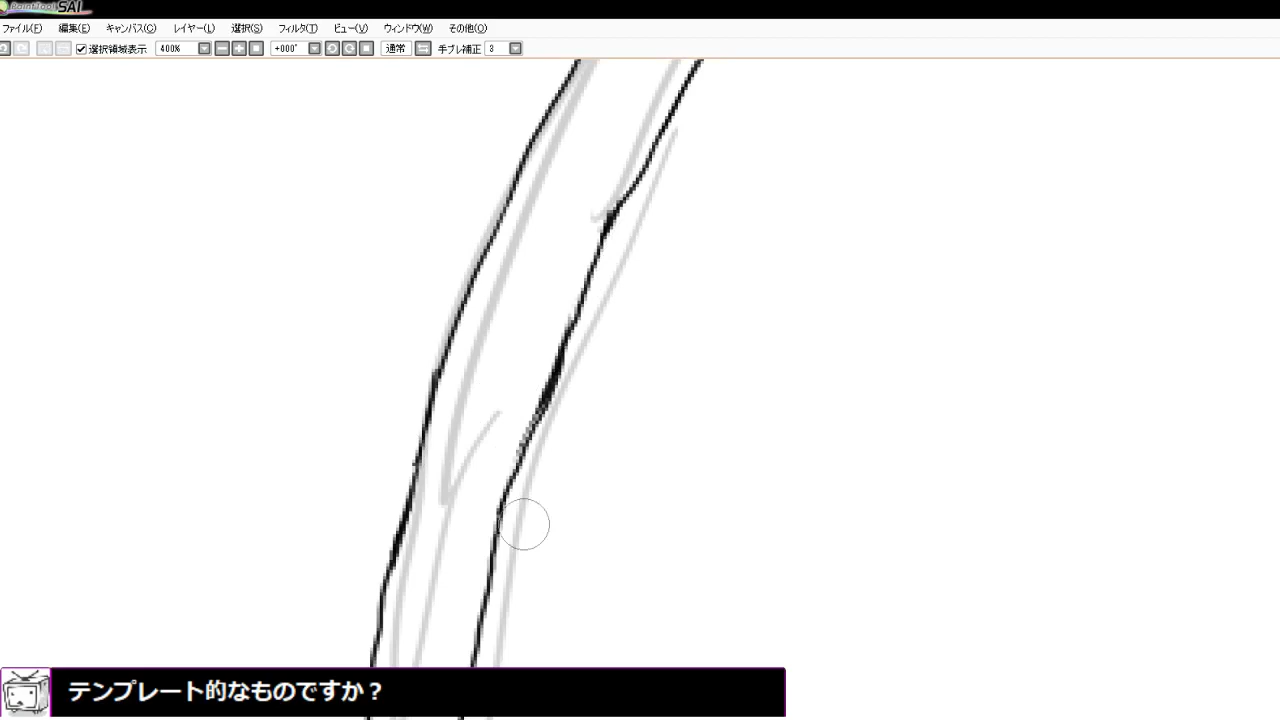 PaintTool SAI
ファイル(F) 編集(E) キャンバス(C) レイヤー(L) 選択(S) フィルタ(T) ビュー(V) ウィンドウ(W) その他(O)
選択領域表示 400% +000° 通常 手ブレ補正 3
テンプレート的なものですか？